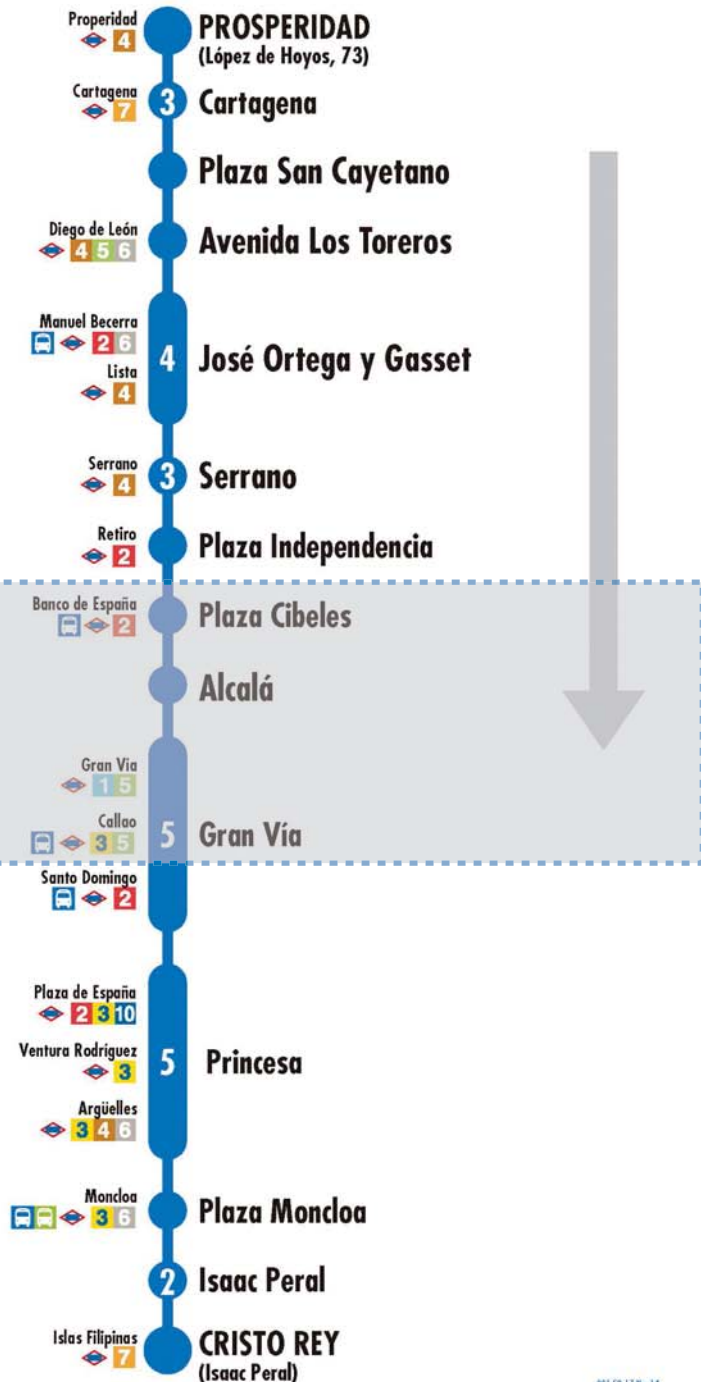 Properidad
4
PROSPERIDAD
(López de Hoyos, 73)
Cartagena
7
3
Cartagena
Plaza San Cayetano
Diego de León
4 5 6
Avenida Los Toreros
Manuel Becerra
2 6
Lista
4
4
José Ortega y Gasset
Serrano
4
3
Serrano
Retiro
2
Plaza Independencia
Banco de España
2
Plaza Cibeles
Alcalá
Gran Via
1 5
Callao
3 5
5
Gran Vía
Santo Domingo
2
Plaza de España
2 3 10
Ventura Rodríguez
3
5
Princesa
Argüelles
3 4 6
Moncloa
3 6
Plaza Moncloa
2
Isaac Peral
Islas Filipinas
7
CRISTO REY
(Isaac Peral)